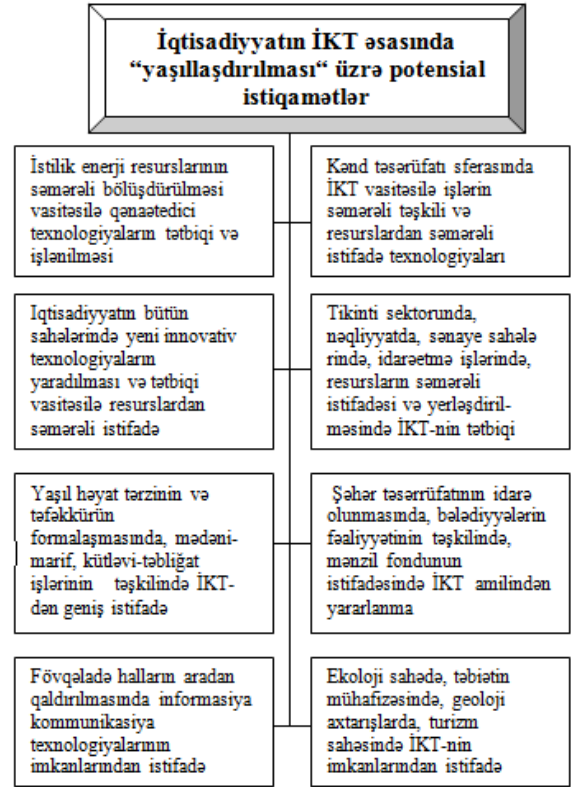 İqtisadiyyatın İKT əsasında
“yaşıllaşdırılması“ üzrə potensial
istiqamətlər
İstilik enerji resurslarının
səmərəli bölüşdürülməsi
vasitəsilə qənaətedici
texnologiyaların tətbiqi və
işlənilməsi
Kənd təsərüfatı sferasında
İKT vasitəsilə işlərin
səmərəli təşkili və
resurslardan səmərəli
istifadə texnologiyaları
Iqtisadiyyatın bütün
sahələrində yeni innovativ
texnologiyaların
yaradılması və tətbiqi
vasitəsilə resurslardan
səmərəli istifadə
Tikinti sektorunda,
nəqliyyatda, sənaye sahələ
rində, idarəetmə işlərində,
resursların səmərəli
istifadəsi və yerləşdiril-
məsində İKT-nin tətbiqi
Yaşıl həyat tərzinin və
təfəkkürün
formalaşmasında, mədəni-
marif, kütləvi-təbliğat
işlərinin təşkilində İKT-
dən geniş istifadə
Şəhər təsərrüfatının idarə
olunmasında, bələdiyyələrin
fəaliyyətinin təşkilində,
mənzil fondunun
istifadəsində İKT amilindən
yararlanma
Fövqəladə halların aradan
qaldırılmasında informasiya
kommunikasiya
texnologiyalarının
imkanlarından istifadə
Ekoloji sahədə, təbiətin
mühafizəsində, geoloji
axtarışlarda, turizm
sahəsində İKT-nin
imkanlarından istifadə